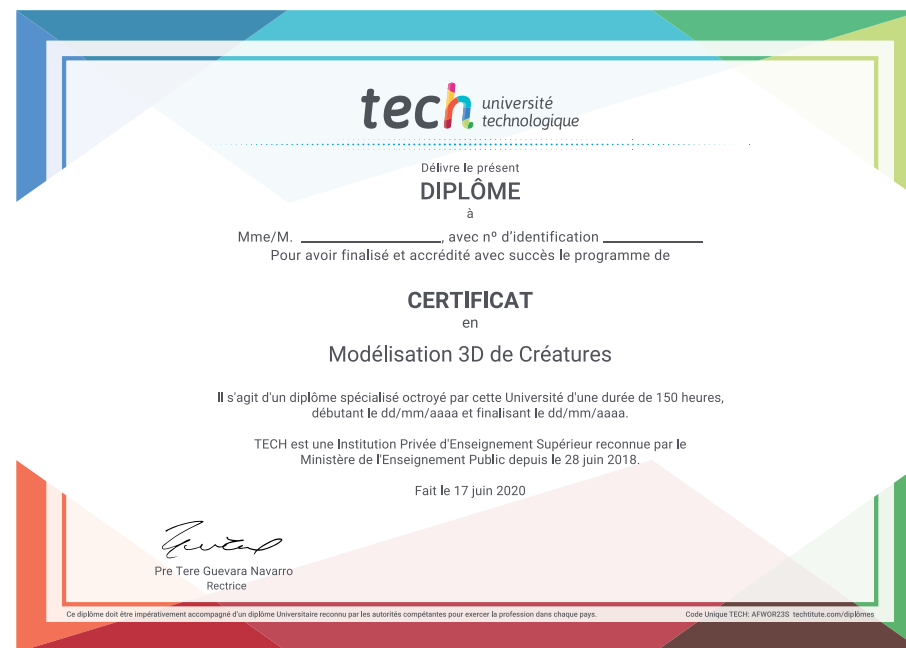 tech université
technologique
Délivre le présent
DIPLÔME
à
Mme/M. ____________________, avec nº d'identification ______________
Pour avoir finalisé et accrédité avec succès le programme de
CERTIFICAT
en
Modélisation 3D de Créatures
Il s'agit d'un diplôme spécialisé octroyé par cette Université d'une durée de 150 heures,
débutant le dd/mm/aaaa et finalisant le dd/mm/aaaa.
TECH est une Institution Privée d'Enseignement Supérieur reconnue par le
Ministère de l'Enseignement Public depuis le 28 juin 2018.
Fait le 17 juin 2020
Pre Tere Guevara Navarro
Rectrice
Ce diplôme doit être impérativement accompagné d'un diplôme Universitaire reconnu par les autorités compétentes pour exercer la profession dans chaque pays.
Code Unique TECH: AFWOR23S techtitute.com/diplômes